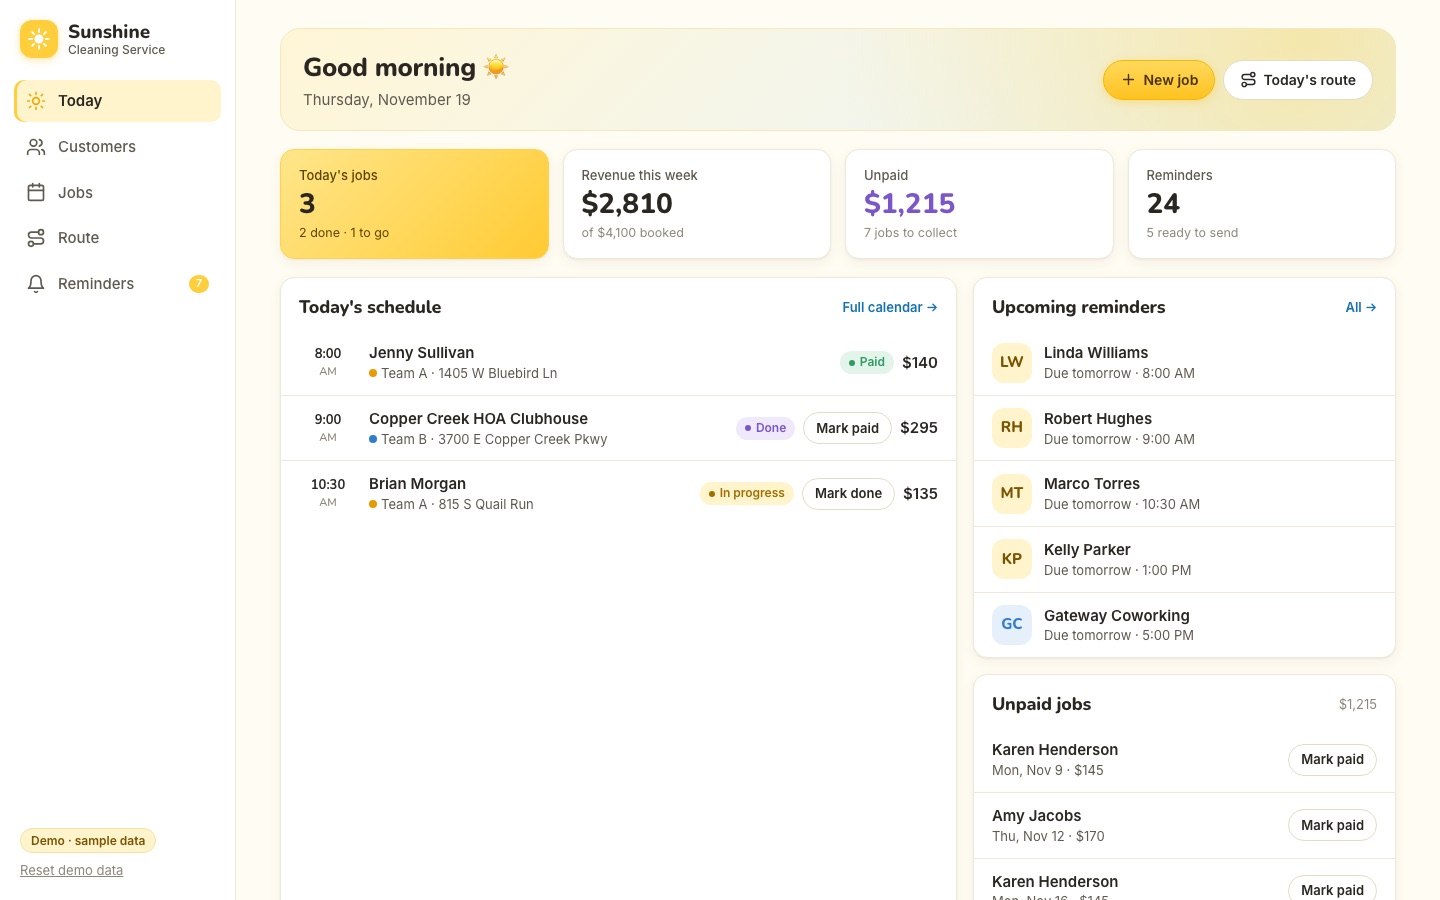 Sunshine
Cleaning Service
Today
Customers
Jobs
Route
Reminders
7
Demo · sample data
Reset demo data
Good morning ☀️
Thursday, November 19
New job
Today's route
Today's jobs
3
2 done · 1 to go
Revenue this week
$2,810
of $4,100 booked
Unpaid
$1,215
7 jobs to collect
Reminders
24
5 ready to send
Today's schedule
Full calendar →
8:00 AM
Jenny Sullivan
Team A · 1405 W Bluebird Ln
Paid
$140
9:00 AM
Copper Creek HOA Clubhouse
Team B · 3700 E Copper Creek Pkwy
Done
Mark paid
$295
10:30 AM
Brian Morgan
Team A · 815 S Quail Run
In progress
Mark done
$135
Upcoming reminders
All →
LW
Linda Williams
Due tomorrow · 8:00 AM
RH
Robert Hughes
Due tomorrow · 9:00 AM
MT
Marco Torres
Due tomorrow · 10:30 AM
KP
Kelly Parker
Due tomorrow · 1:00 PM
GC
Gateway Coworking
Due tomorrow · 5:00 PM
Unpaid jobs
$1,215
Karen Henderson
Mon, Nov 9 · $145
Mark paid
Amy Jacobs
Thu, Nov 12 · $170
Mark paid
Karen Henderson
Mon, Nov 16 · $145
Mark paid